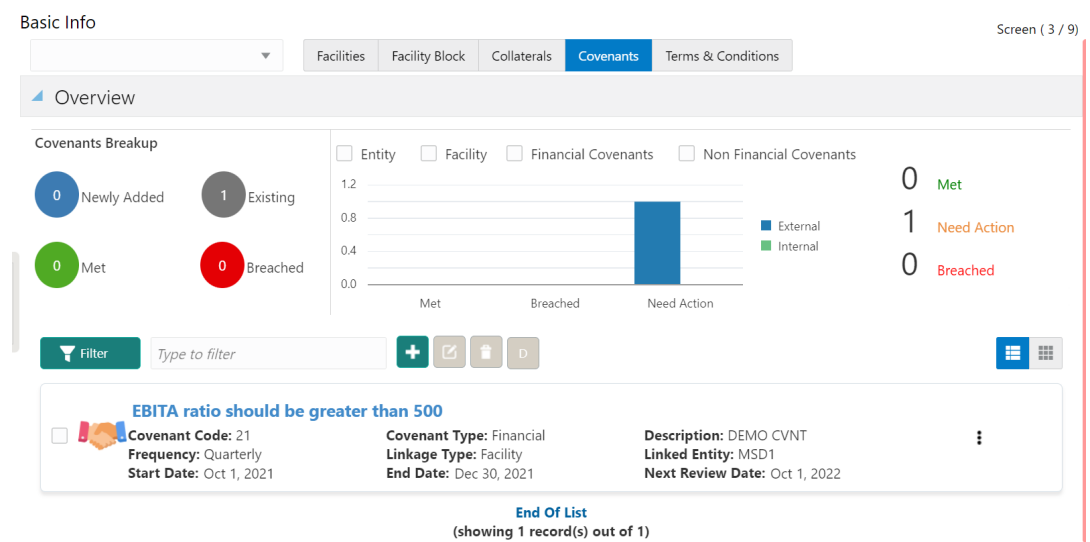 Basic Info
Screen ( 3 / 9)
Facilities Facility Block Collaterals Covenants Terms & Conditions
Overview
Covenants Breakup
0 Newly Added 1 Existing
0 Met 0 Breached
Entity Facility Financial Covenants Non Financial Covenants
1.2
0.8
0.4
0.0
Met Breached Need Action
External
Internal
0 Met
1 Need Action
0 Breached
Filter Type to filter D
EBITA ratio should be greater than 500
Covenant Code: 21 Covenant Type: Financial Description: DEMO CVNT
Frequency: Quarterly Linkage Type: Facility Linked Entity: MSD1
Start Date: Oct 1, 2021 End Date: Dec 30, 2021 Next Review Date: Oct 1, 2022
End Of List
(showing 1 record(s) out of 1)